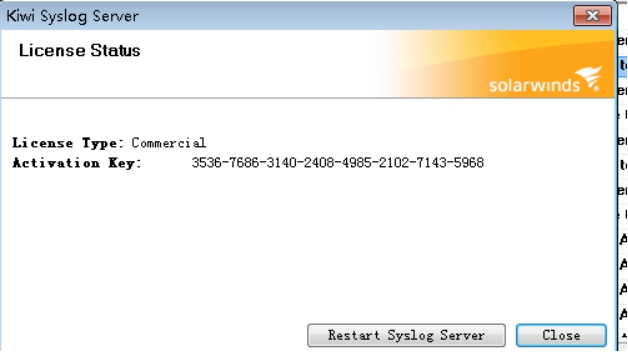 Kiwi Syslog Server
License Status
solarwinds
License Type: Commercial
Activation Key: 3536-7686-3140-2408-4985-2102-7143-5968
Restart Syslog Server
Close